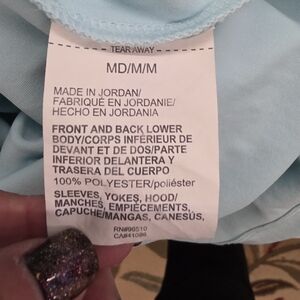 TEAR AWAY
MD/M/M
MADE IN JORDAN/
FABRIQUÉ EN JORDANIE/
HECHO EN JORDANIA
FRONT AND BACK LOWER
BODY/CORPS INFÉRIEUR DE
DEVANT ET DE DOS/PARTE
INFERIOR DELANTERA Y
TRASERA DEL CUERPO
100% POLYESTER/poliéster
SLEEVES, YOKES, HOOD/
MANCHES, EMPIÈCEMENTS,
CAPUCHE/MANGAS, CANESÚS,
RN#90510
CA#41086